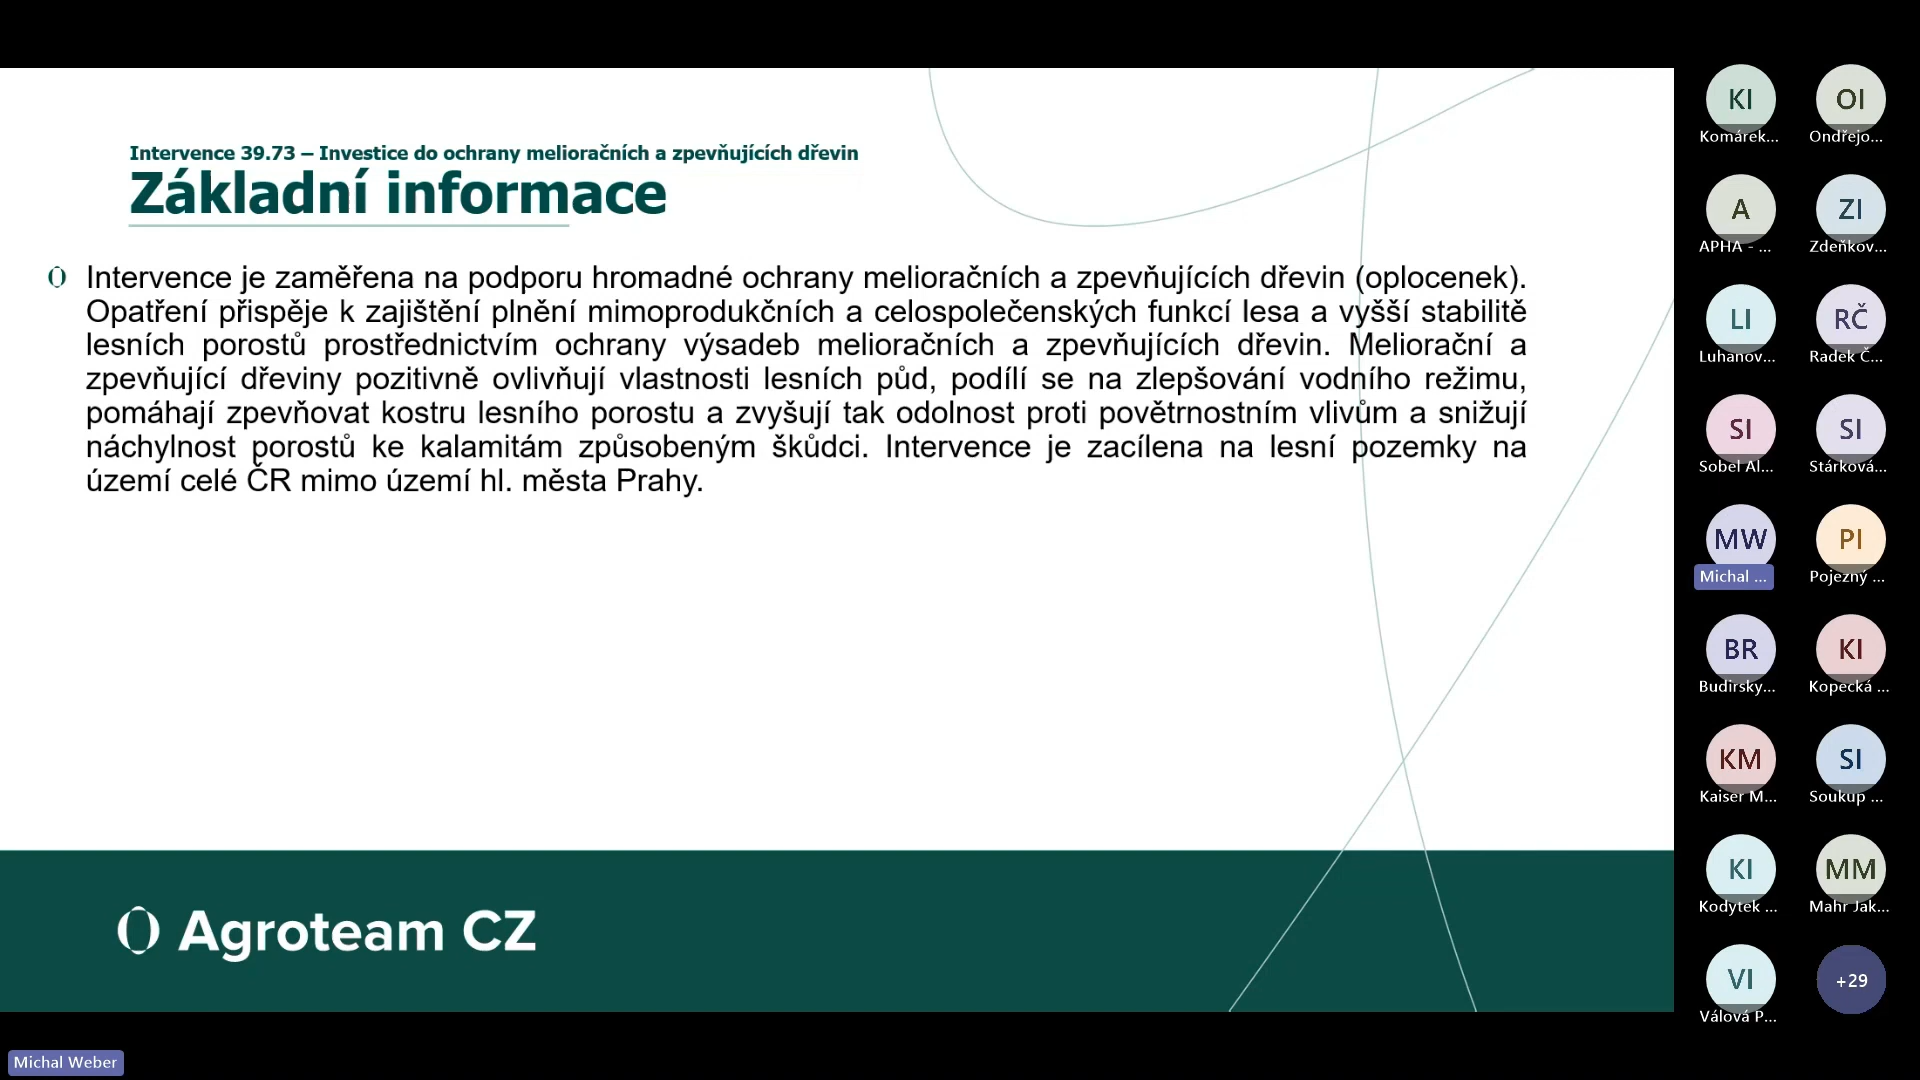 Intervence 39.73 – Investice do ochrany melioračních a zpevňujících dřevin
Základní informace
Intervence je zaměřena na podporu hromadné ochrany melioračních a zpevňujících dřevin (oplocenek).
Opatření přispěje k zajištění plnění mimoprodukčních a celospolečenských funkcí lesa a vyšší stabilitě
lesních porostů prostřednictvím ochrany výsadeb melioračních a zpevňujících dřevin. Meliorační a
zpevňující dřeviny pozitivně ovlivňují vlastnosti lesních půd, podílí se na zlepšování vodního režimu,
pomáhají zpevňovat kostru lesního porostu a zvyšují tak odolnost proti povětrnostním vlivům a snižují
náchylnost porostů ke kalamitám způsobeným škůdci. Intervence je zacílena na lesní pozemky na
území celé ČR mimo území hl. města Prahy.
Agroteam CZ
KI OI
Komárek... Ondřejo...
A ZI
APHA - ... Zdeňkov...
LI RČ
Luhanov... Radek Č...
SI SI
Sobel Al... Stárková...
MW PI
Michal ... Pojezný ...
BR KI
Budirsky... Kopecká ...
KM SI
Kaiser M... Soukup ...
KI MM
Kodytek ... Mahr Jak...
VI +29
Válová P...
Michal Weber